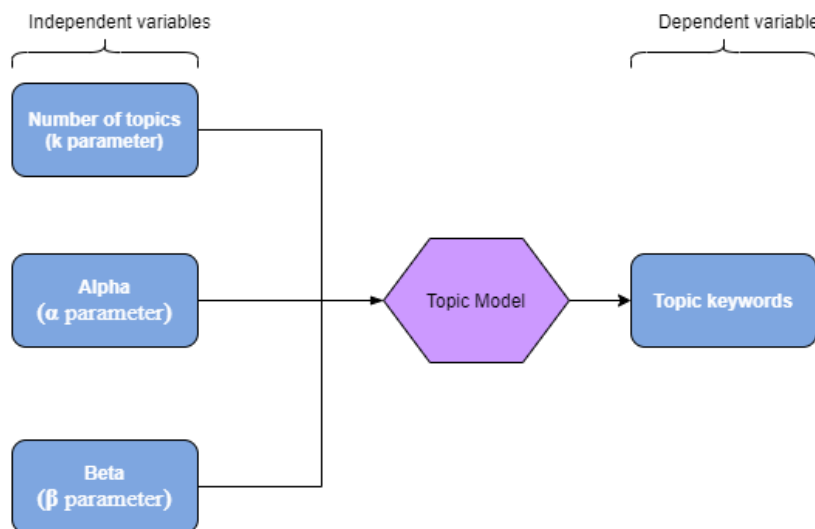 Independent variables
Dependent variable
Number of topics
(k parameter)
Alpha
(α parameter)
Topic Model
Topic keywords
Beta
(β parameter)